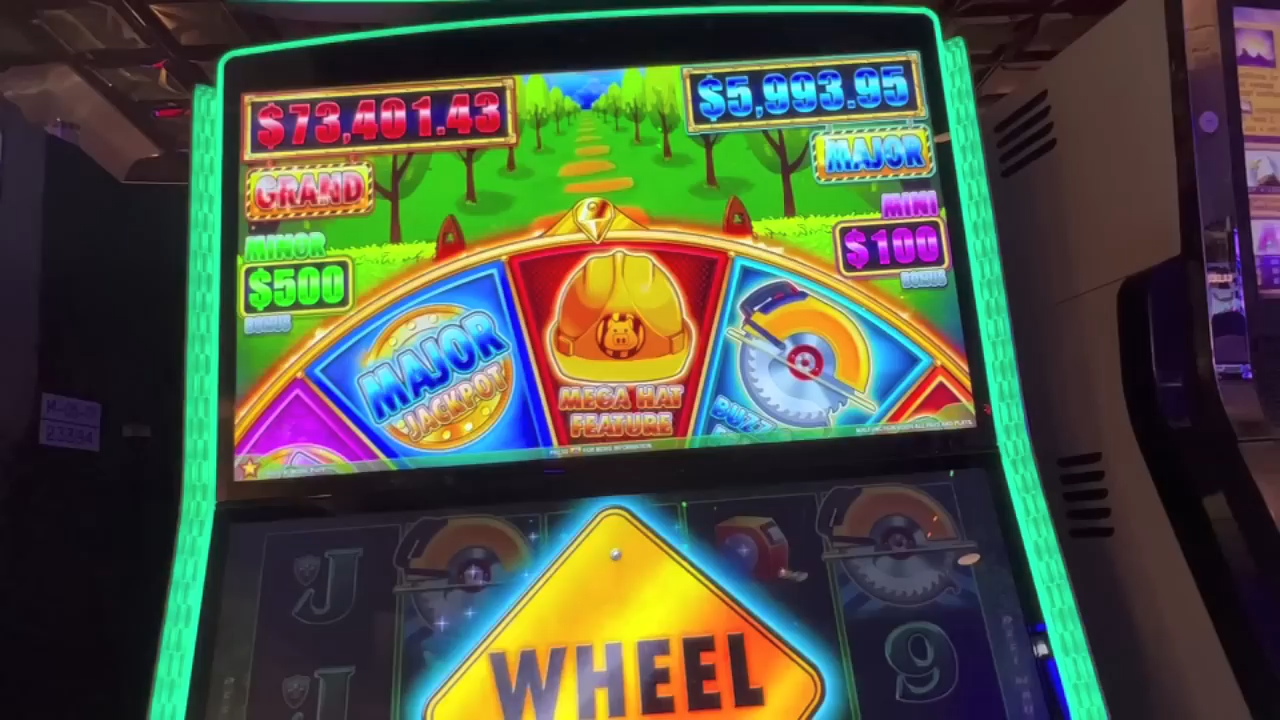 $73,401.43
$5,993.95
GRAND
MAJOR
MINOR
$500
BONUS
MINI
$100
BONUS
MAJOR
JACKPOT
MEGA HAT
FEATURE
BUZZ
WHEEL
J
J
9